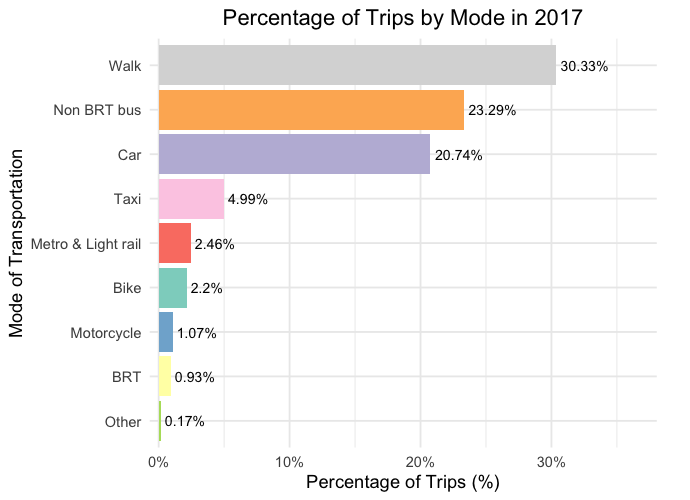 Percentage of Trips by Mode in 2017
Mode of Transportation
Walk 30.33%
Non BRT bus 23.29%
Car 20.74%
Taxi 4.99%
Metro & Light rail 2.46%
Bike 2.2%
Motorcycle 1.07%
BRT 0.93%
Other 0.17%
0% 10% 20% 30%
Percentage of Trips (%)